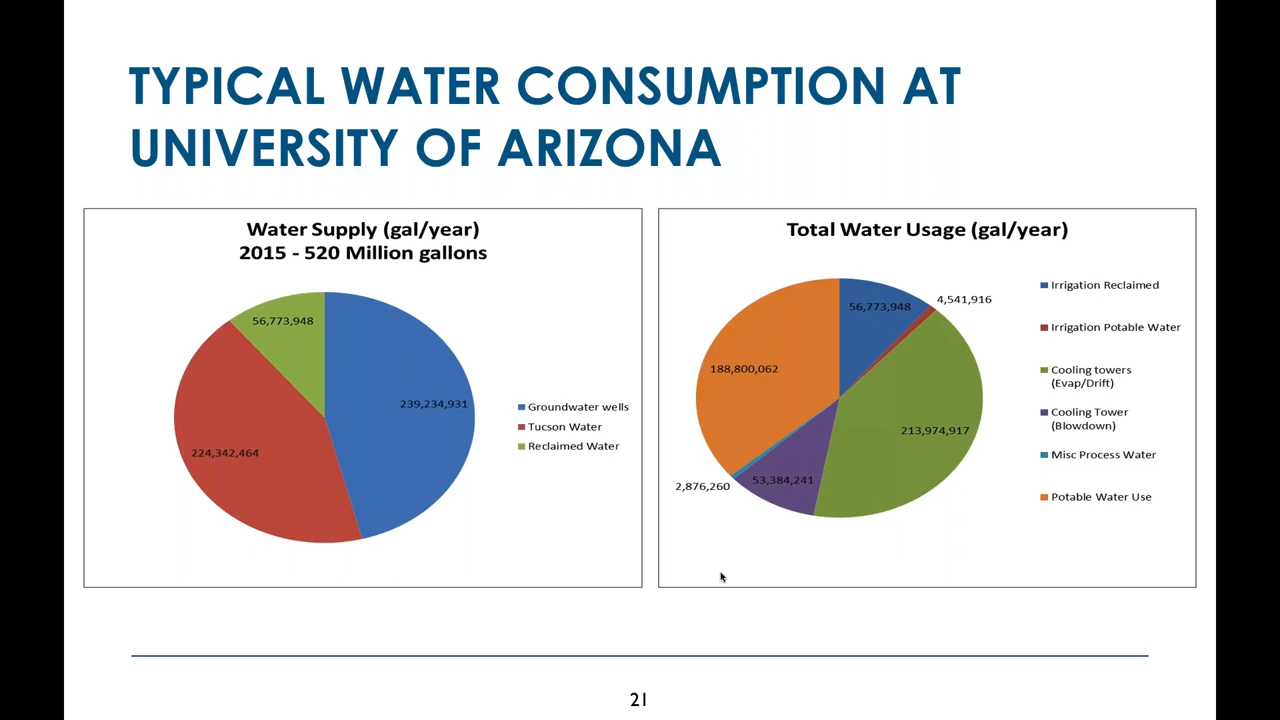 TYPICAL WATER CONSUMPTION AT
UNIVERSITY OF ARIZONA
Water Supply (gal/year)
2015 - 520 Million gallons
56,773,948
239,234,931
224,342,464
Groundwater wells
Tucson Water
Reclaimed Water
Total Water Usage (gal/year)
56,773,948
4,541,916
188,800,062
213,974,917
53,384,241
2,876,260
Irrigation Reclaimed
Irrigation Potable Water
Cooling towers
(Evap/Drift)
Cooling Tower
(Blowdown)
Misc Process Water
Potable Water Use
21